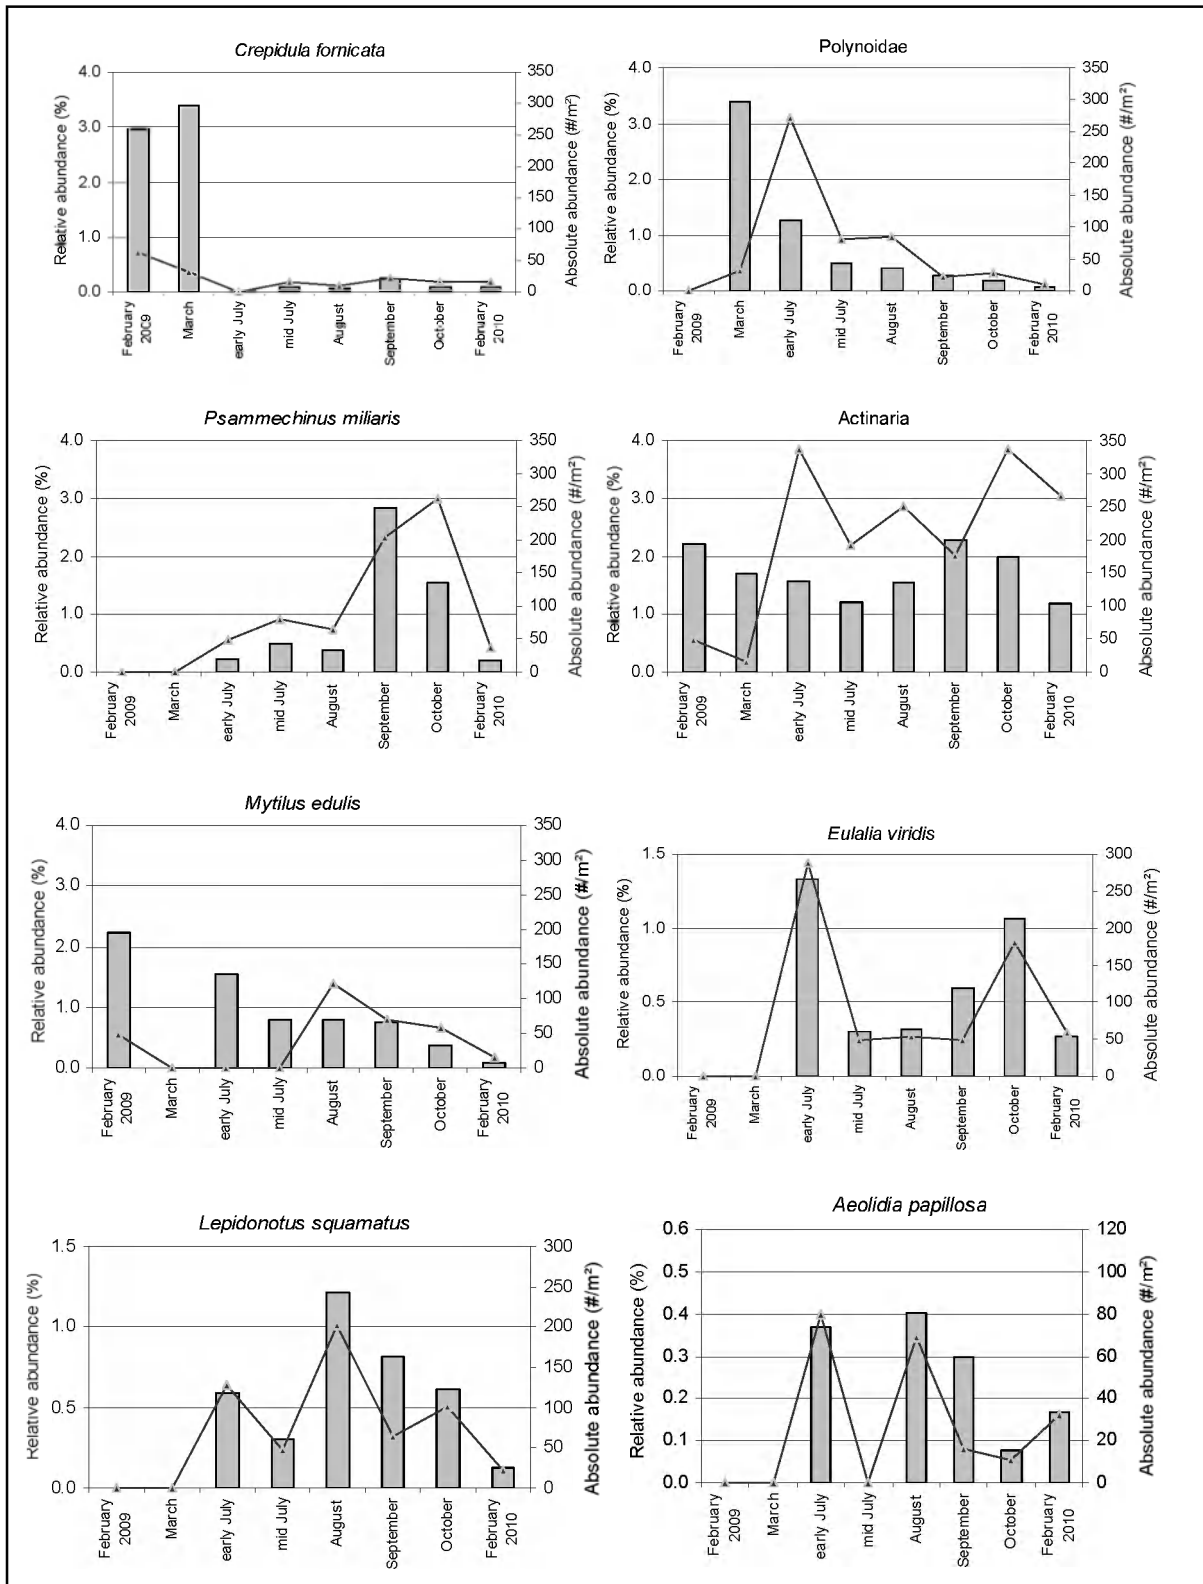 Crepidula fornicata
Relative abundance (%)
4.0
3.0
2.0
1.0
0.0
350
300
250
200
150
100
50
0
Absolute abundance (#/m²)
February
2009
March
early July
mid July
August
September
October
February
2010
Polynoidae
Relative abundance (%)
4.0
3.0
2.0
1.0
0.0
350
300
250
200
150
100
50
0
Absolute abundance (#/m²)
February
2009
March
early July
mid July
August
September
October
February
2010
Psammechinus miliaris
Relative abundance (%)
4.0
3.0
2.0
1.0
0.0
350
300
250
200
150
100
50
0
Absolute abundance (#/m²)
February
2009
March
early July
mid July
August
September
October
February
2010
Actinaria
Relative abundance (%)
4.0
3.0
2.0
1.0
0.0
350
300
250
200
150
100
50
0
Absolute abundance (#/m²)
February
2009
March
early July
mid July
August
September
October
February
2010
Mytilus edulis
Relative abundance (%)
4.0
3.0
2.0
1.0
0.0
350
300
250
200
150
100
50
0
Absolute abundance (#/m²)
February
2009
March
early July
mid July
August
September
October
February
2010
Eulalia viridis
Relative abundance (%)
1.5
1.0
0.5
0.0
300
250
200
150
100
50
0
Absolute abundance (#/m²)
February
2009
March
early July
mid July
August
September
October
February
2010
Lepidonotus squamatus
Relative abundance (%)
1.5
1.0
0.5
0.0
300
250
200
150
100
50
0
Absolute abundance (#/m²)
February
2009
March
early July
mid July
August
September
October
February
2010
Aeolidia papillosa
Relative abundance (%)
0.6
0.5
0.4
0.3
0.2
0.1
0.0
120
100
80
60
40
20
0
Absolute abundance (#/m²)
February
2009
March
early July
mid July
August
September
October
February
2010